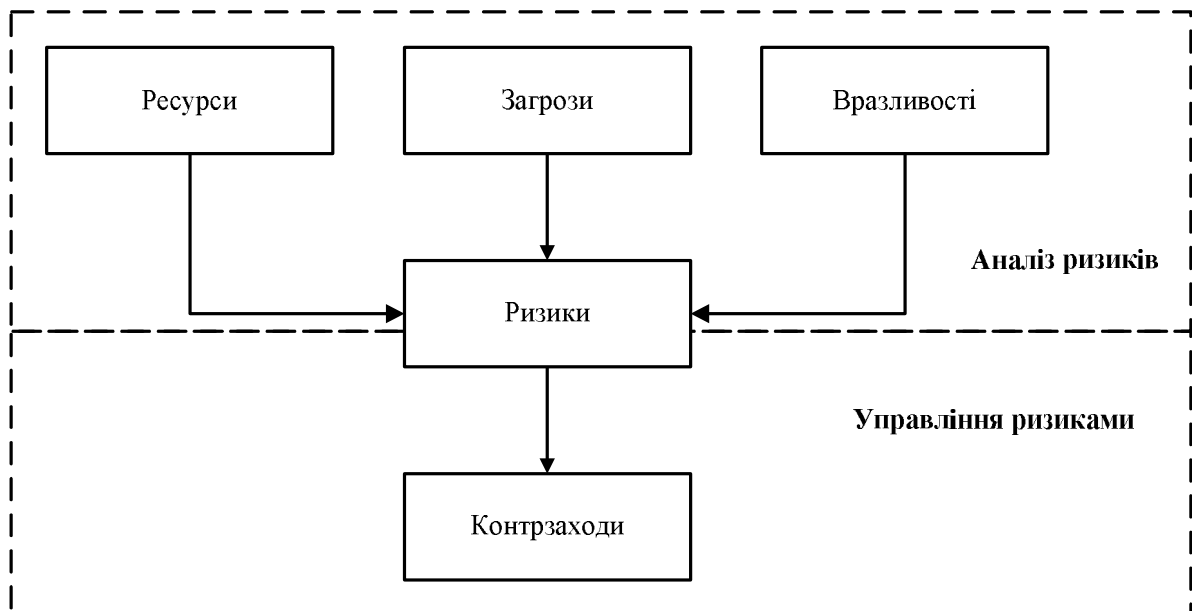 Ресурси
Загрози
Вразливості
Аналіз ризиків
Ризики
Управління ризиками
Контрзаходи